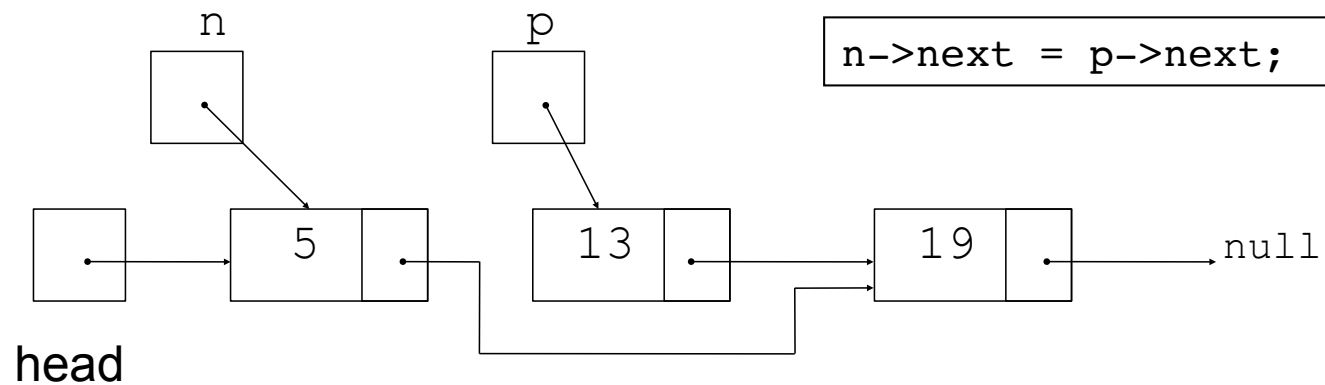 n
p
n->next = p->next;
5
13
19
null
head